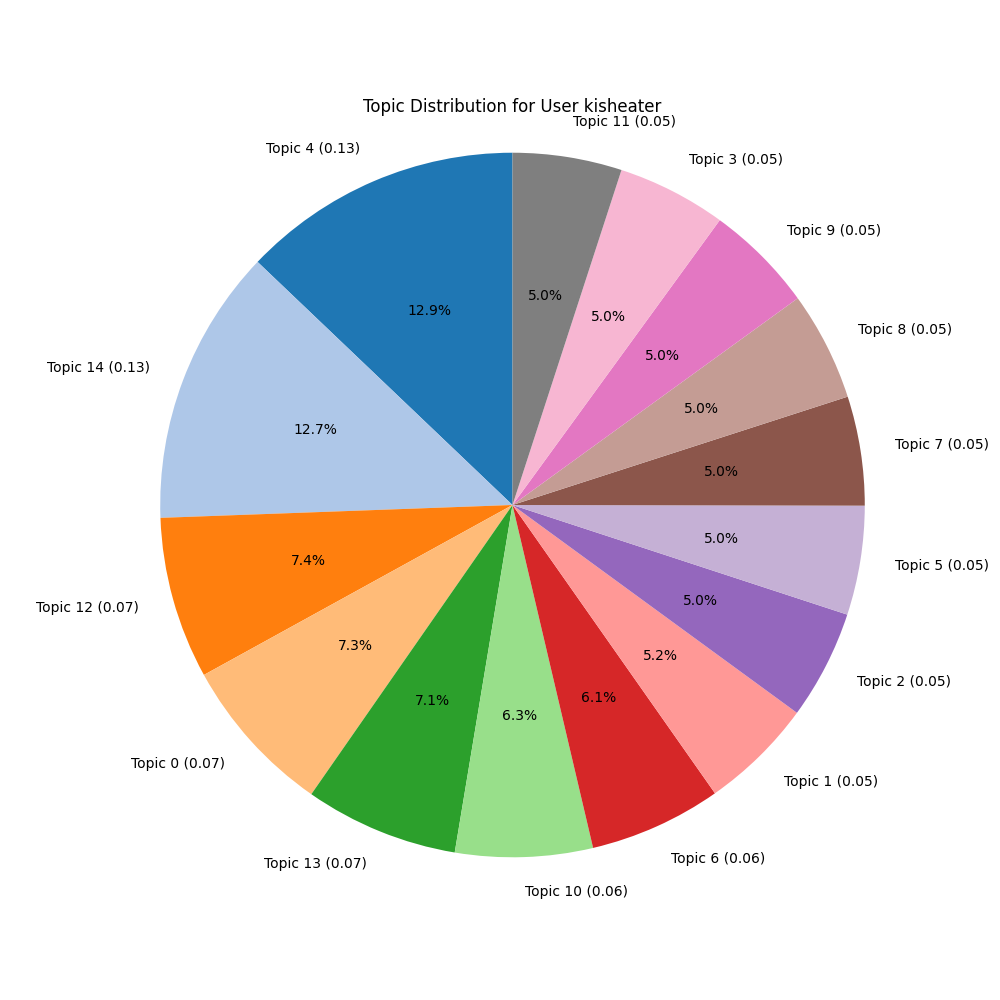 Topic Distribution for User kisheater
Topic 11 (0.05)
Topic 4 (0.13)
Topic 3 (0.05)
Topic 9 (0.05)
Topic 8 (0.05)
Topic 14 (0.13)
Topic 7 (0.05)
Topic 5 (0.05)
Topic 12 (0.07)
Topic 2 (0.05)
Topic 0 (0.07)
Topic 1 (0.05)
Topic 13 (0.07)
Topic 6 (0.06)
Topic 10 (0.06)
5.0%
12.9%
5.0%
5.0%
5.0%
12.7%
5.0%
5.0%
7.4%
5.0%
7.3%
5.2%
7.1%
6.1%
6.3%